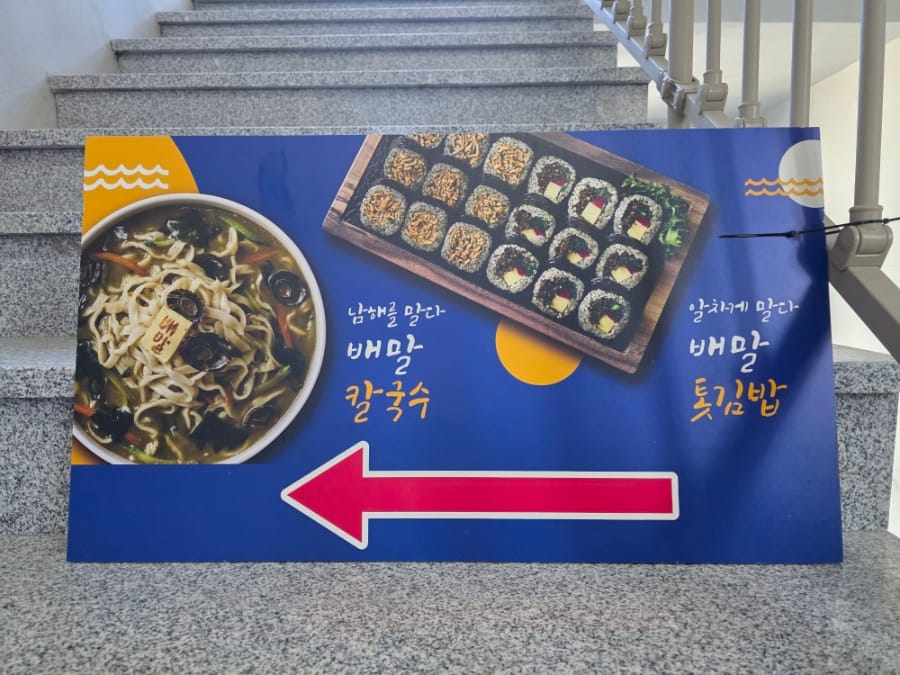 배말
남해를 말다
배말
칼국수
알차게 말다
배말
톳김밥